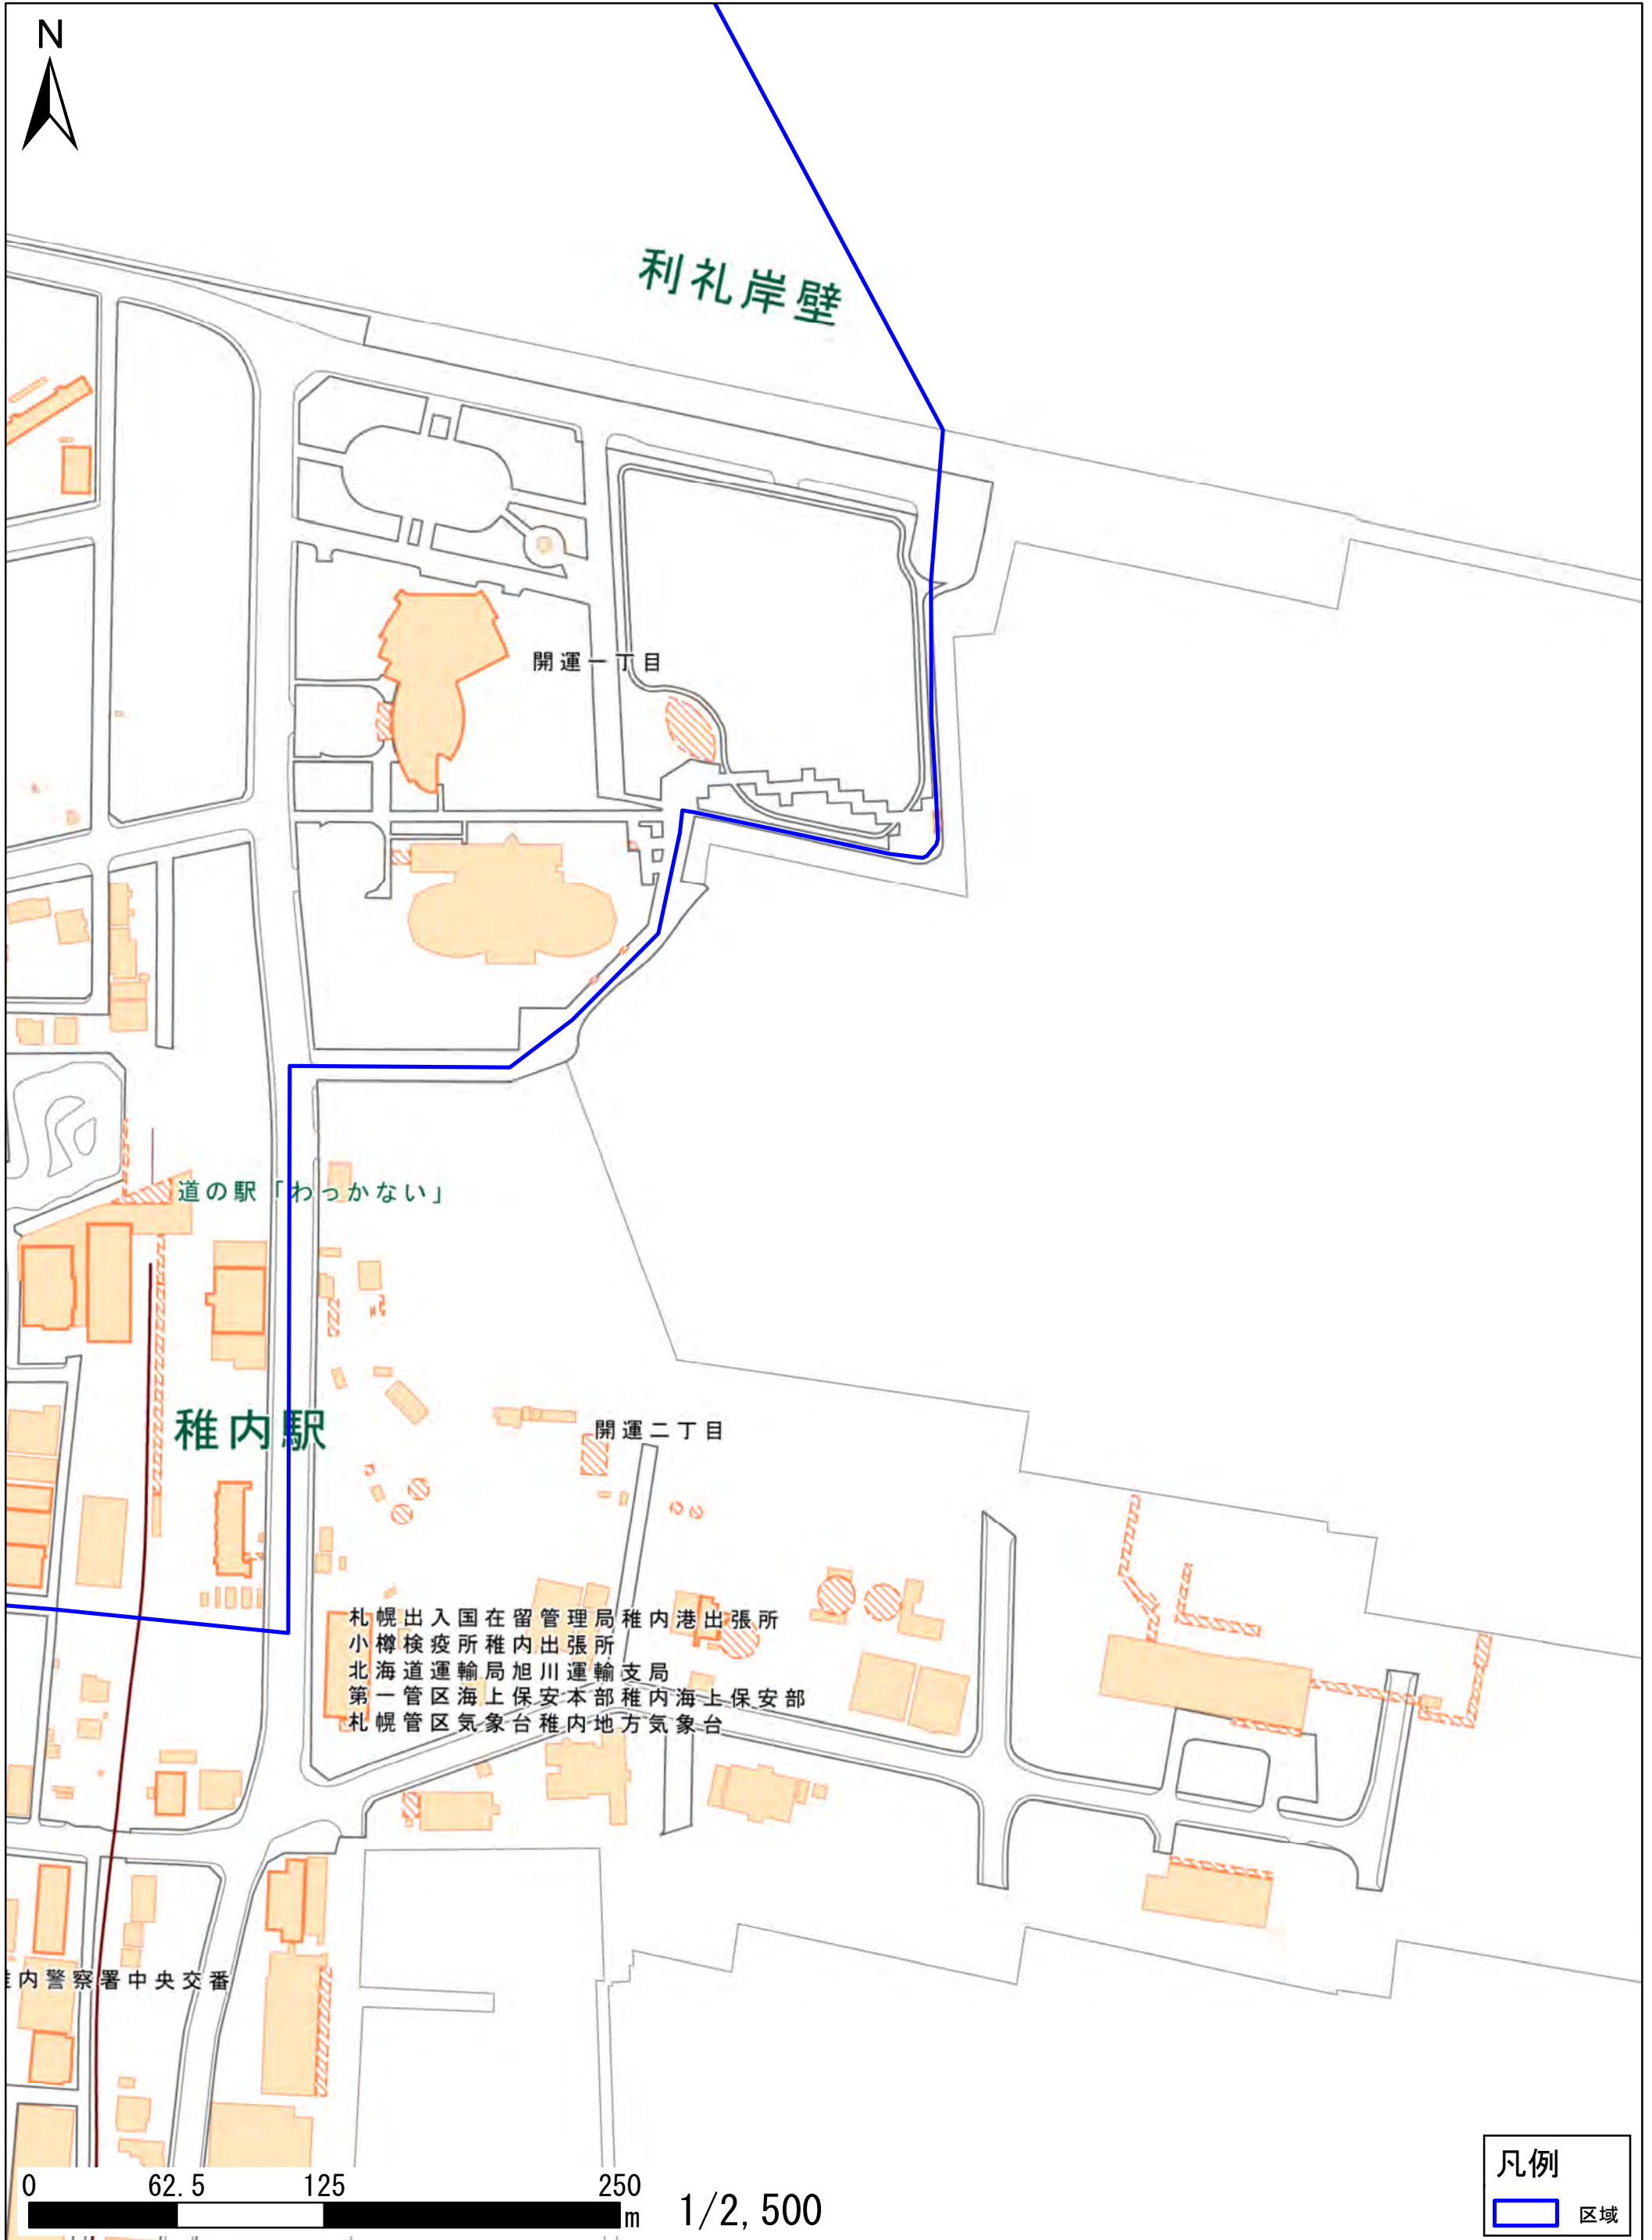 N
利礼岸壁
開運一丁目
道の駅「わっかない」
稚内駅
開運二丁目
札幌出入国在留管理局稚内港出張所
小樽検疫所稚内出張所
北海道運輸局旭川運輸支局
第一管区海上保安本部稚内海上保安部
札幌管区気象台稚内地方気象台
内警察署中央交番
0 62.5 125 250
m 1/2,500
凡例
区域